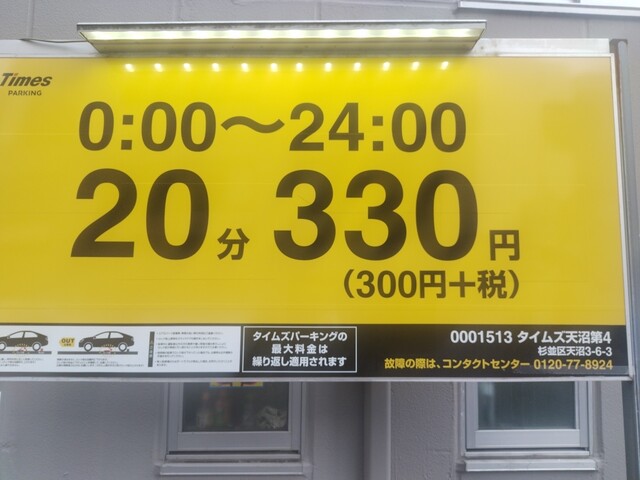 Times
PARKING
0:00～24:00
20分 330円
(300円+税)
OUT
タイムズパーキングの
最大料金は
繰り返し適用されます
0001513 タイムズ天沼第4
杉並区天沼3-6-3
故障の際は、コンタクトセンター 0120-77-8924